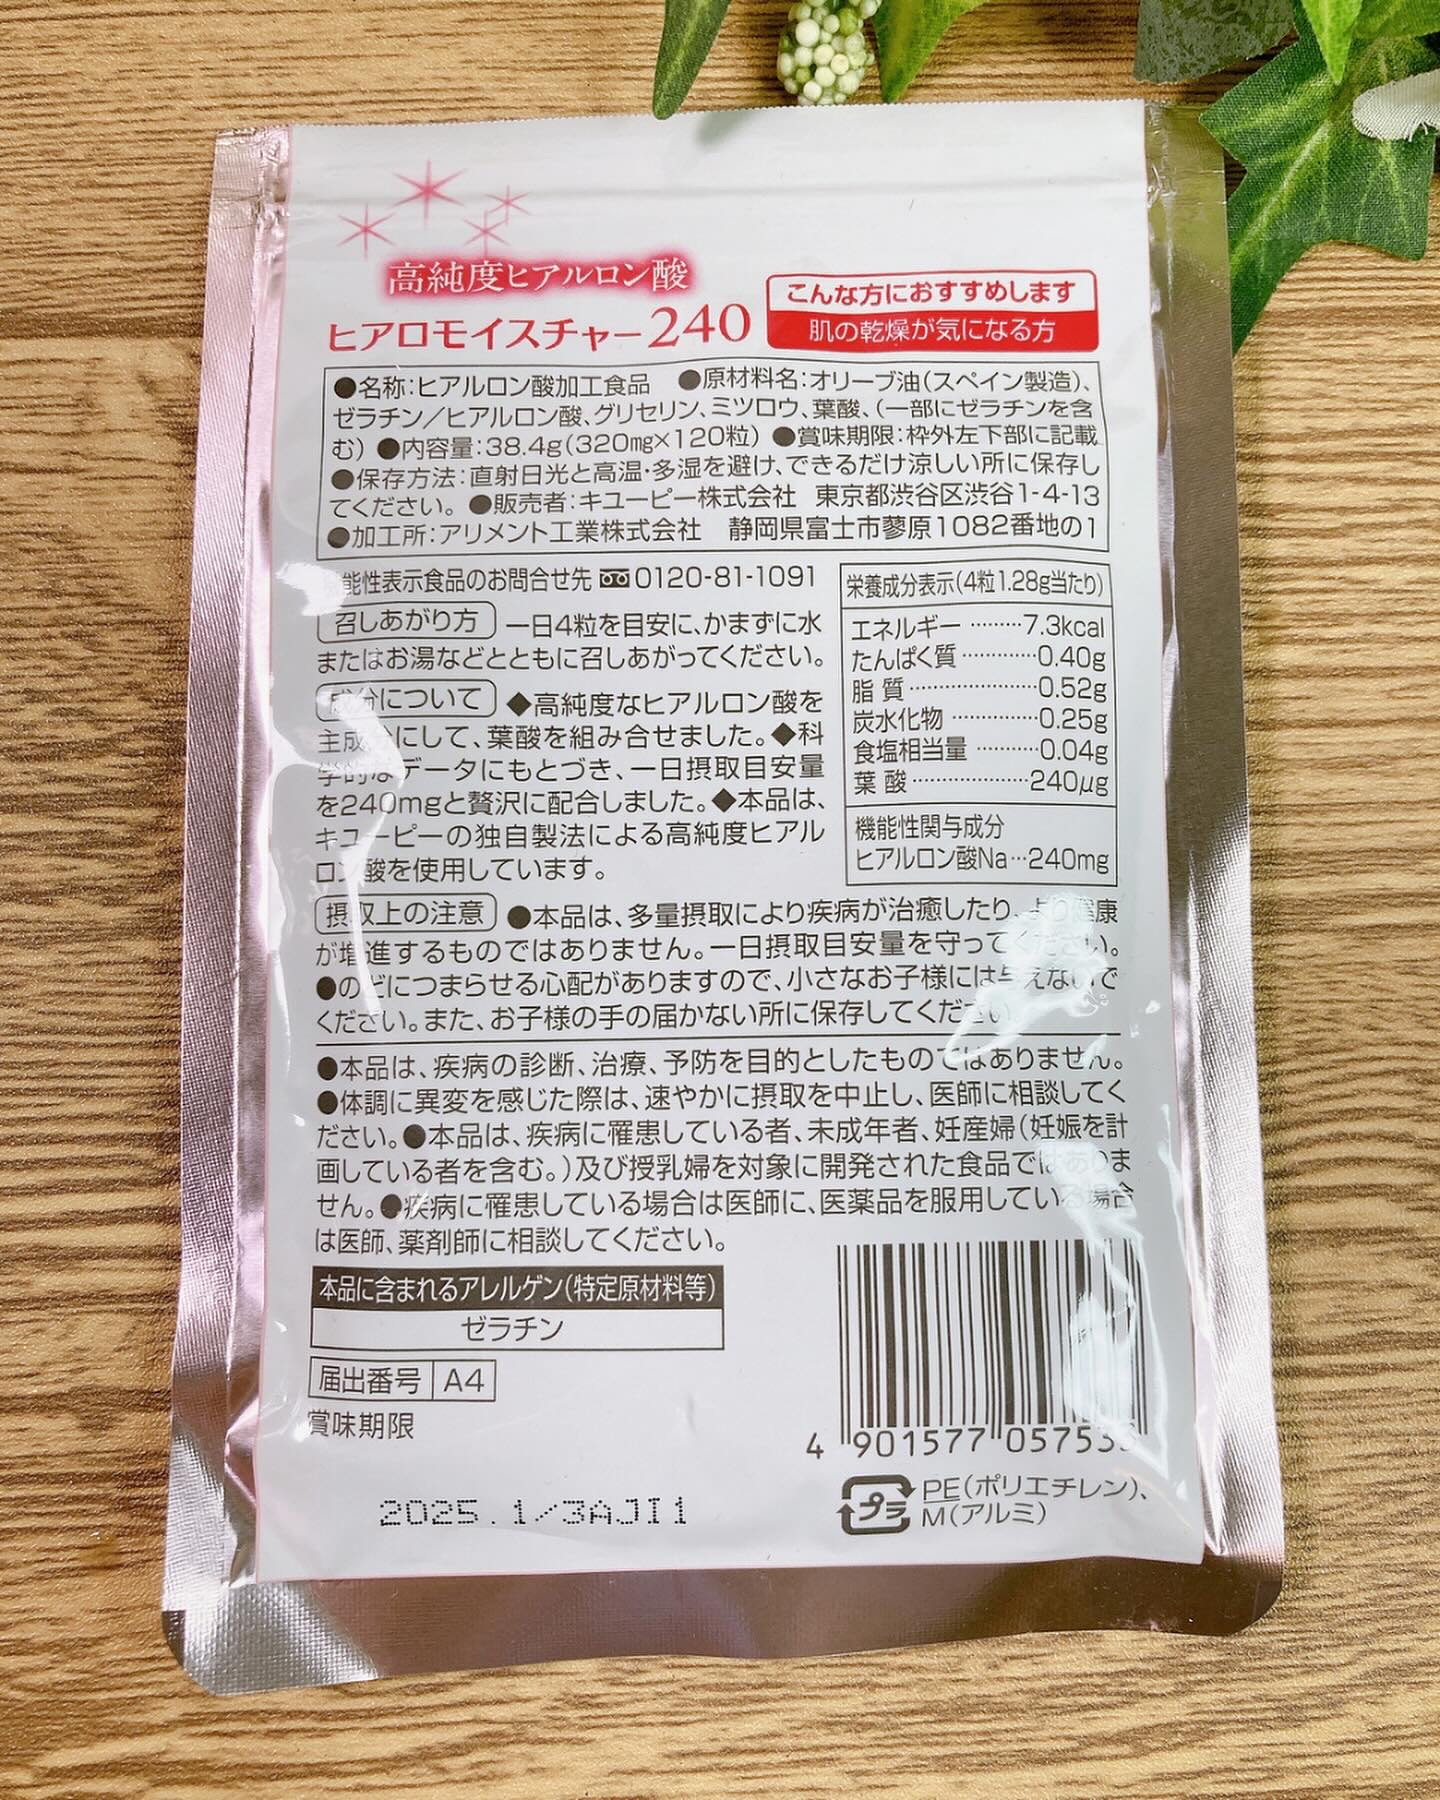 高純度ヒアルロン酸
ヒアロモイスチャー240
こんな方におすすめします
肌の乾燥が気になる方
●名称:ヒアルロン酸加工食品 ●原材料名:オリーブ油(スペイン製造)、
ゼラチン/ヒアルロン酸、グリセリン、ミツロウ、葉酸、(一部にゼラチンを含
む) ●内容量:38.4g(320mg×120粒) ●賞味期限:枠外左下部に記載
●保存方法:直射日光と高温・多湿を避け、できるだけ涼しい所に保存し
てください。 ●販売者:キユーピー株式会社 東京都渋谷区渋谷1-4-13
●加工所:アリメント工業株式会社 静岡県富士市蓼原1082番地の1
能性表示食品のお問合せ先 0120-81-1091
召しあがり方 一日4粒を目安に、かまずに水
またはお湯などとともに召しあがってください。
成分について ◆高純度なヒアルロン酸を
主成分にして、葉酸を組み合せました。◆科
学的なデータにもとづき、一日摂取目安量
を240mgと贅沢に配合しました。◆本品は、
キユーピーの独自製法による高純度ヒアル
ロン酸を使用しています。
栄養成分表示(4粒1.28g当たり)
エネルギー………7.3kcal
たんぱく質…………0.40g
脂質…………………0.52g
炭水化物……………0.25g
食塩相当量…………0.04g
葉酸…………………240μg
機能性関与成分
ヒアルロン酸Na…240mg
摂取上の注意 ●本品は、多量摂取により疾病が治癒したり、より健康
が増進するものではありません。一日摂取目安量を守ってください。
●のどにつまらせる心配がありますので、小さなお子様には与えないで
ください。また、お子様の手の届かない所に保存してください。
●本品は、疾病の診断、治療、予防を目的としたものではありません。
●体調に異変を感じた際は、速やかに摂取を中止し、医師に相談してく
ださい。●本品は、疾病に罹患している者、未成年者、妊産婦(妊娠を計
画している者を含む。)及び授乳婦を対象に開発された食品ではありま
せん。●疾病に罹患している場合は医師に、医薬品を服用している場合
は医師、薬剤師に相談してください。
本品に含まれるアレルゲン(特定原材料等)
ゼラチン
届出番号 A4
賞味期限
2025.1/3AJI1
4 901577 057533
プラ PE(ポリエチレン)、
M(アルミ)